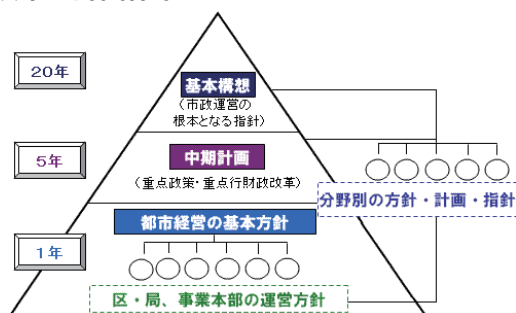 20年
基本構想
（市政運営の
根本となる指針）
5年
中期計画
（重点政策・重点行財政改革）
分野別の方針・計画・指針
都市経営の基本方針
1年
区・局、事業本部の運営方針